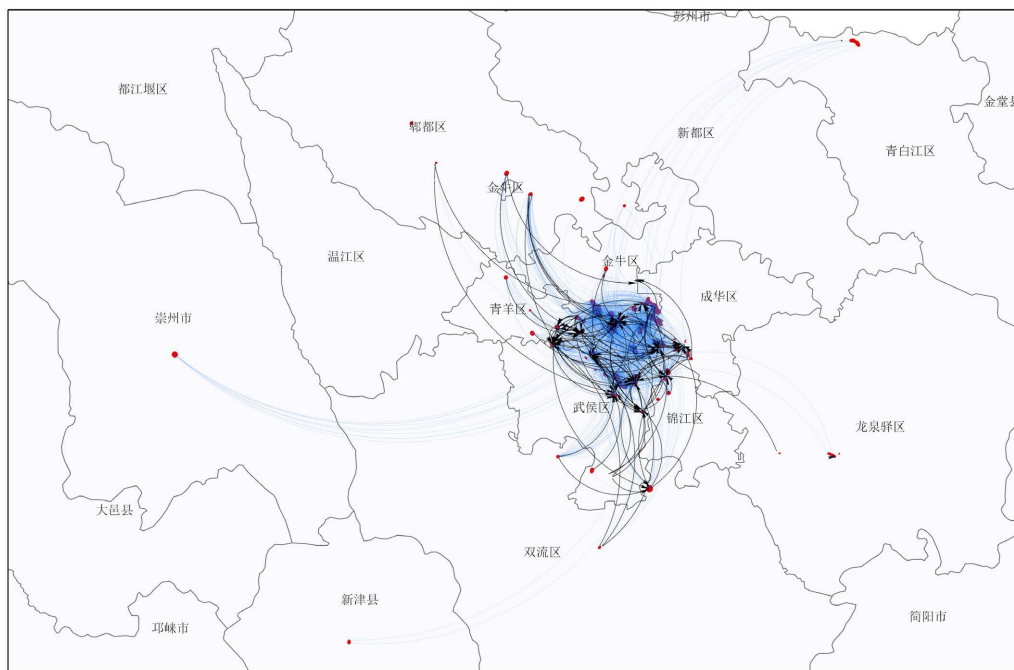 彭州市
都江堰区
金堂县
郫都区
新都区
青白江区
金牛区
温江区
金牛区
成华区
青羊区
崇州市
武侯区
锦江区
龙泉驿区
大邑县
双流区
新津县
简阳市
邛崃市